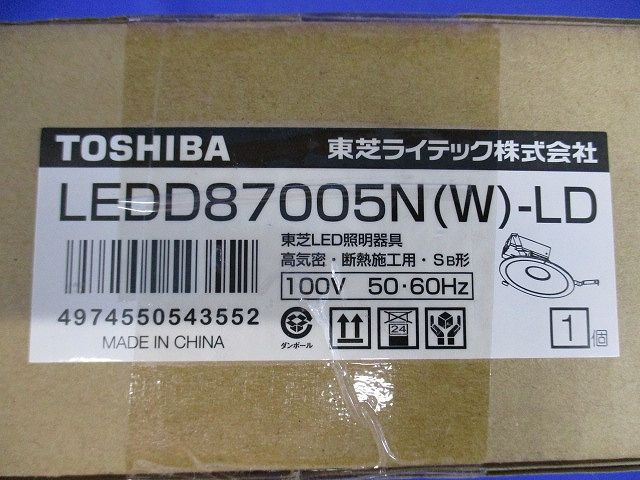 TOSHIBA 東芝ライテック株式会社
LEDD87005N(W)-LD
東芝LED照明器具
高気密・断熱施工用・SB形
100V 50・60Hz
4974550543552
MADE IN CHINA
ダンボール
24
1個